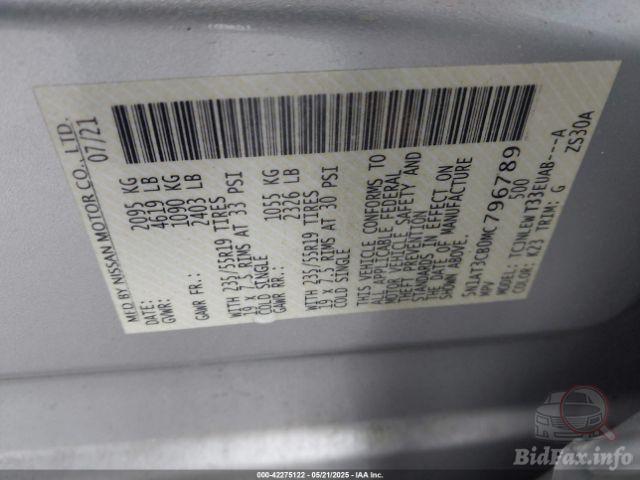 MFD BY NISSAN MOTOR CO., LTD.
DATE: 07/21
GVWR: 2095 KG
4619 LB
GAWR FR.: 1090 KG
2403 LB
WITH 235/55R19 TIRES
19 X 7.5 RIMS AT 33 PSI
COLD SINGLE
GAWR RR.: 1055 KG
2326 LB
WITH 235/55R19 TIRES
19 X 7.5 RIMS AT 30 PSI
COLD SINGLE
THIS VEHICLE CONFORMS TO
ALL APPLICABLE FEDERAL
MOTOR VEHICLE SAFETY AND
THEFT PREVENTION
STANDARDS IN EFFECT ON
THE DATE OF MANUFACTURE
SHOWN ABOVE.
5N1AT3CB0MC796789
MPV 500
MODEL: TCJNLEW T33EUAB---A
COLOR: K23 TRIM: G ZS30A
000-42275122 - 05/21/2025 - IAA Inc.
BidFax.info